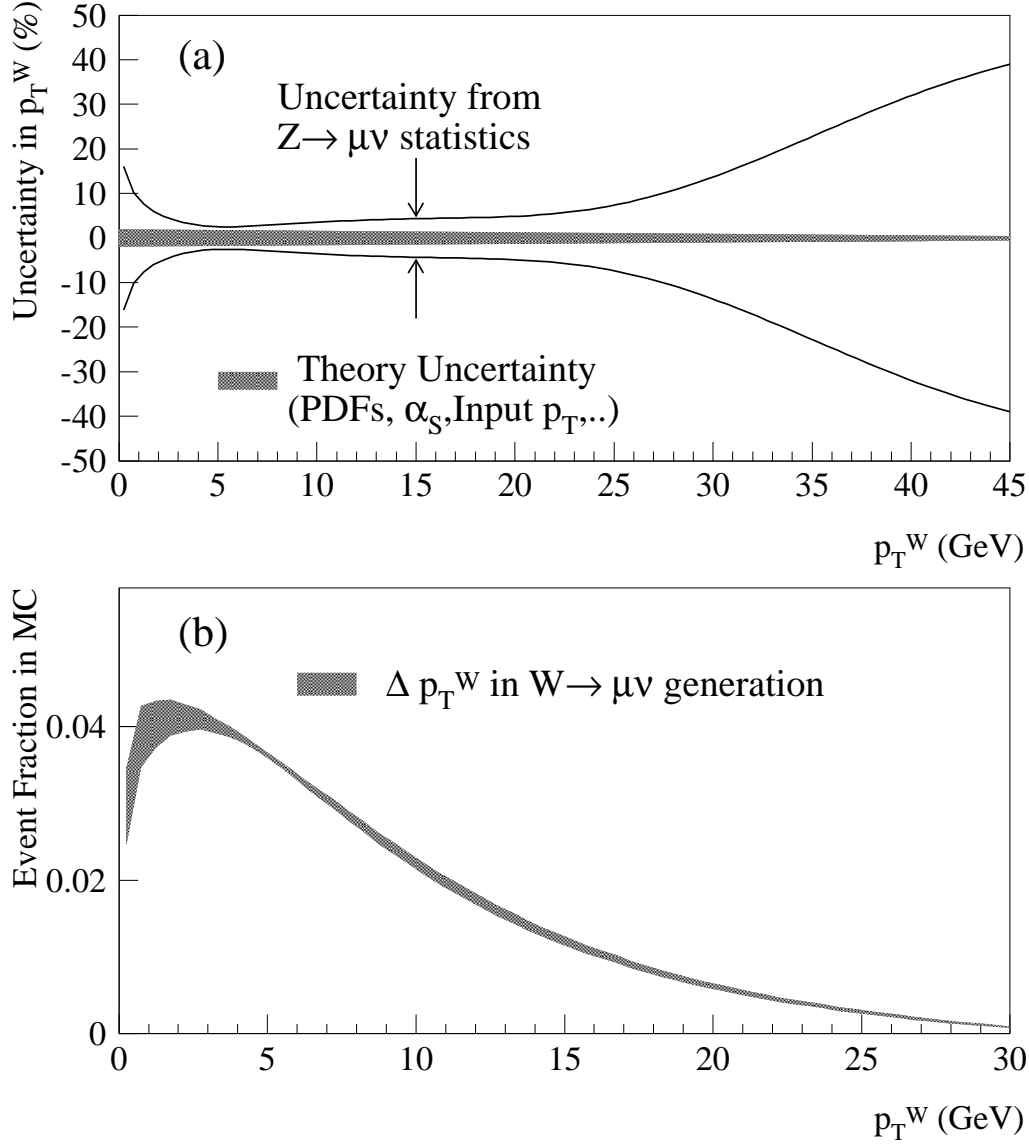 Uncertainty in p_T^W (%)
50
40
30
20
10
0
-10
-20
-30
-40
-50
(a)
Uncertainty from
Z→ μν statistics
Theory Uncertainty
(PDFs, α_S,Input p_T,..)
0 5 10 15 20 25 30 35 40 45
p_T^W (GeV)
Event Fraction in MC
0.04
0.02
0
(b)
Δ p_T^W in W→ μν generation
0 5 10 15 20 25 30
p_T^W (GeV)